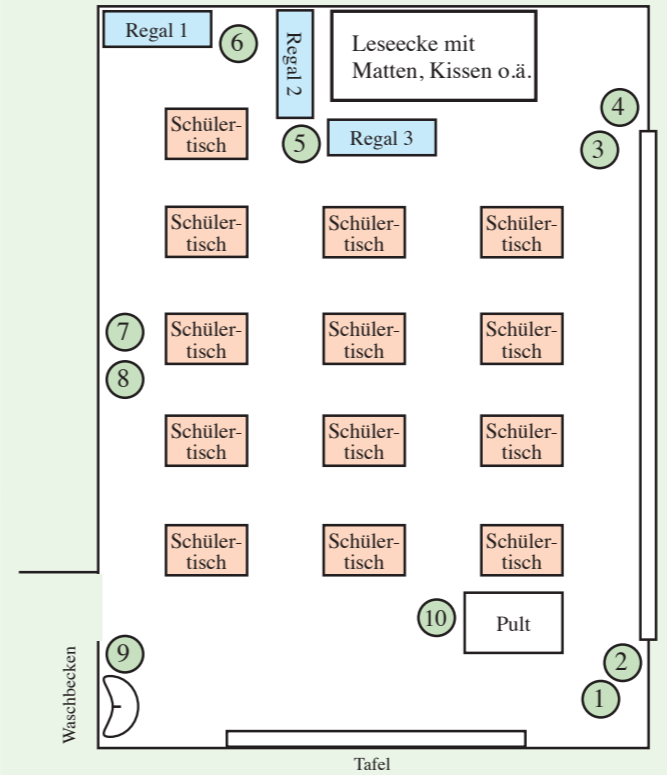 Regal 1
6
Regal 2
Leseecke mit
Matten, Kissen o.ä.
4
Schüler-
tisch
5
Regal 3
3
Schüler-
tisch
Schüler-
tisch
Schüler-
tisch
7
Schüler-
tisch
Schüler-
tisch
Schüler-
tisch
8
Schüler-
tisch
Schüler-
tisch
Schüler-
tisch
Schüler-
tisch
Schüler-
tisch
Schüler-
tisch
10
Pult
9
2
Waschbecken
1
Tafel